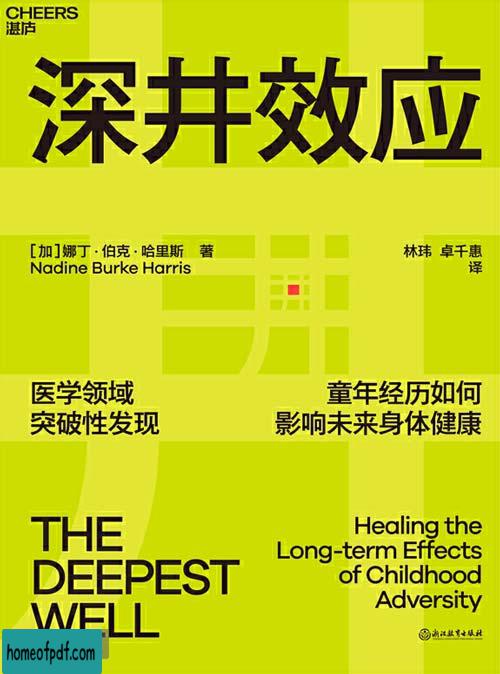 CHEERS
湛庐
深井效应
[加]娜丁·伯克·哈里斯 著
Nadine Burke Harris
林玮 卓千惠
译
医学领域
突破性发现
童年经历如何
影响未来身体健康
THE
DEEPEST
WELL
Healing the
Long-term Effects
of Childhood
Adversity
浙江教育出版社
homeofpdf.com